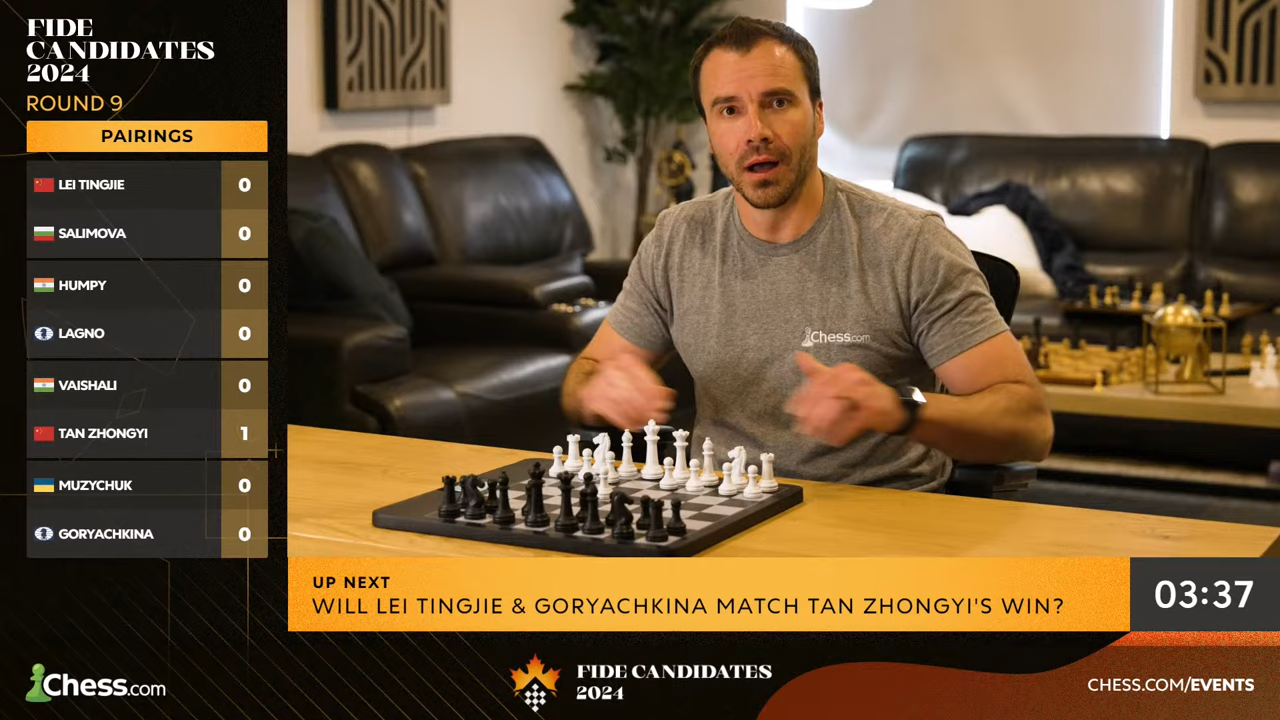 FIDE
CANDIDATES
2024
ROUND 9
PAIRINGS
LEI TINGJIE 0
SALIMOVA 0
HUMPY 0
LAGNO 0
VAISHALI 0
TAN ZHONGYI 1
MUZYCHUK 0
GORYACHKINA 0
Chess.com
UP NEXT
WILL LEI TINGJIE & GORYACHKINA MATCH TAN ZHONGYI'S WIN?
03:37
Chess.com
FIDE CANDIDATES
2024
CHESS.COM/EVENTS